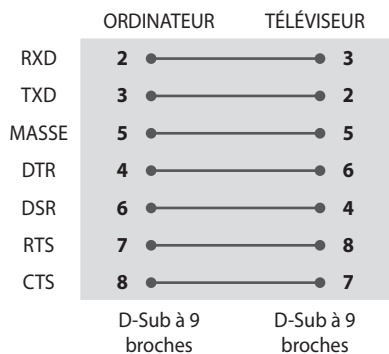 ORDINATEUR TÉLÉVISEUR
RXD 2 3
TXD 3 2
MASSE 5 5
DTR 4 6
DSR 6 4
RTS 7 8
CTS 8 7
D-Sub à 9 D-Sub à 9
broches broches